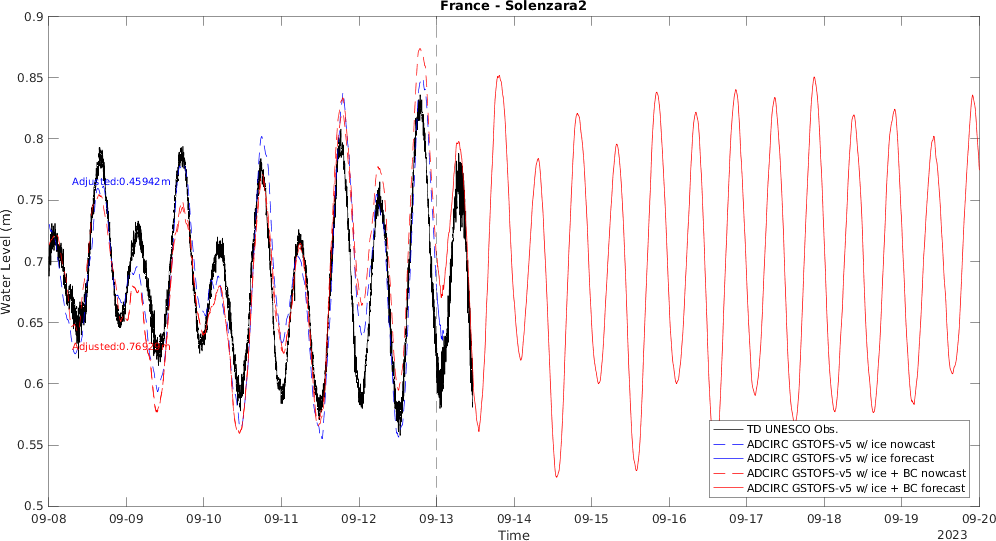 France - Solenzara2
0.9
0.85
0.8
0.75
0.7
0.65
0.6
0.55
0.5
Water Level (m)
Adjusted:0.45942m
TD UNESCO Obs.
ADCIRC GSTOFS-v5 w/ ice nowcast
ADCIRC GSTOFS-v5 w/ ice forecast
ADCIRC GSTOFS-v5 w/ ice + BC nowcast
ADCIRC GSTOFS-v5 w/ ice + BC forecast
09-08 09-09 09-10 09-11 09-12 09-13 09-14 09-15 09-16 09-17 09-18 09-19 09-20
Time
2023